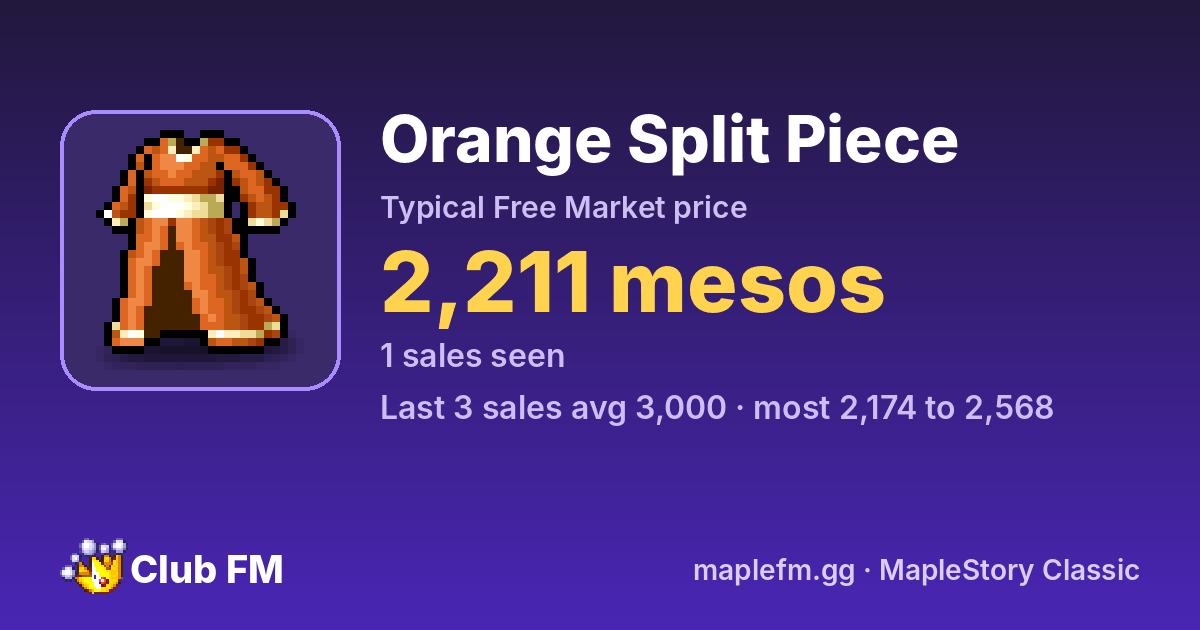 Orange Split Piece
Typical Free Market price
2,211 mesos
1 sales seen
Last 3 sales avg 3,000 · most 2,174 to 2,568
Club FM
maplefm.gg · MapleStory Classic